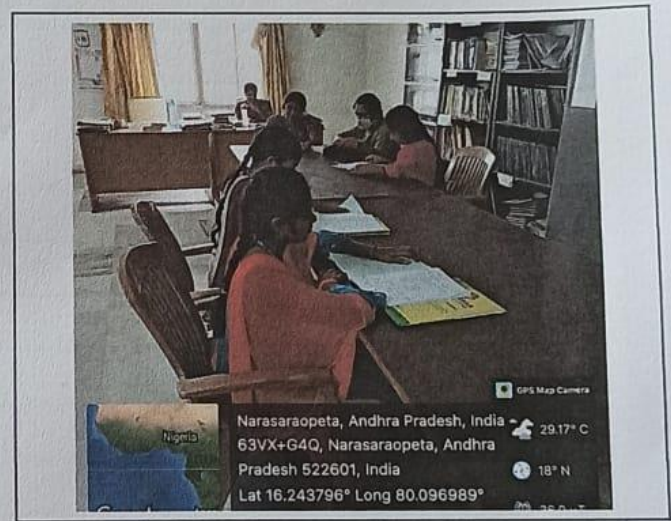 GPS Map Camera
Nigeria
Narasaraopeta, Andhra Pradesh, India
63VX+G4Q, Narasaraopeta, Andhra
Pradesh 522601, India
Lat 16.243796° Long 80.096989°
29.17° C
18° N